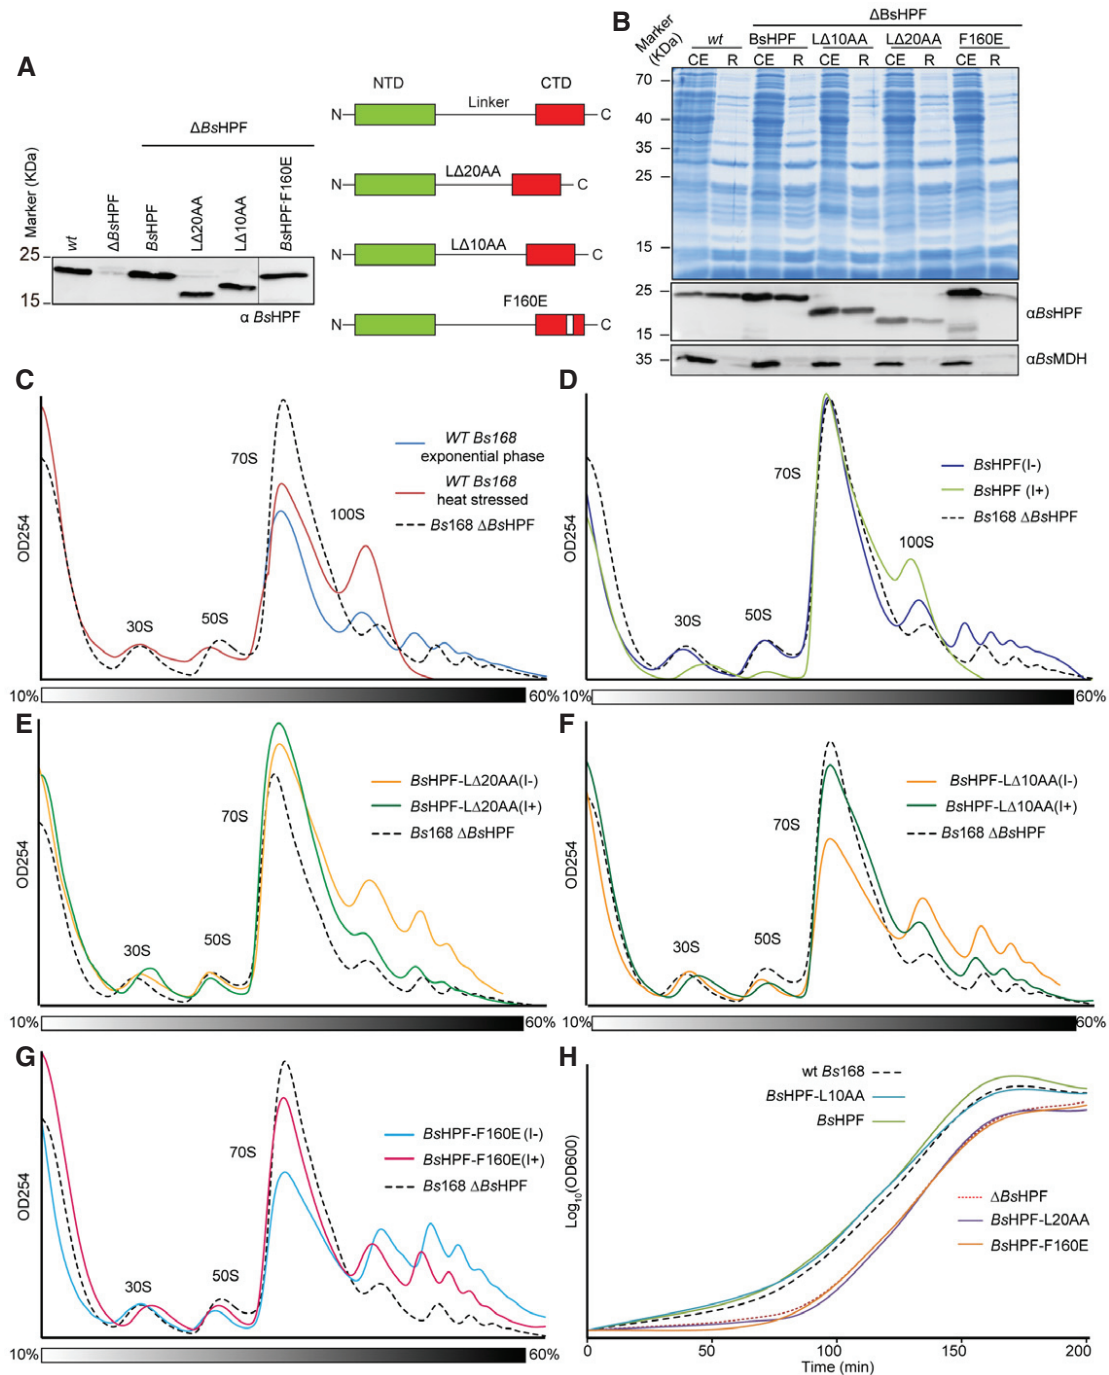 A
Marker (KDa)
ΔBsHPF
wt
ΔBsHPF
BsHPF
LΔ20AA
LΔ10AA
BsHPF-F160E
25
15
α BsHPF
NTD
CTD
N
Linker
C
N
LΔ20AA
C
N
LΔ10AA
C
F160E
N
C
B
Marker
(KDa)
ΔBsHPF
wt
BsHPF
LΔ10AA
LΔ20AA
F160E
CE R CE R CE R CE R CE R
70
40
35
25
15
25
15
αBsHPF
35
αBsMDH
C
OD254
30S
50S
70S
100S
WT Bs168
exponential phase
WT Bs168
heat stressed
Bs168 ΔBsHPF
10%
60%
D
OD254
30S
50S
70S
100S
BsHPF(I-)
BsHPF (I+)
Bs168 ΔBsHPF
10%
60%
E
OD254
30S
50S
70S
BsHPF-LΔ20AA(I-)
BsHPF-LΔ20AA(I+)
Bs168 ΔBsHPF
10%
60%
F
OD254
30S
50S
70S
BsHPF-LΔ10AA(I-)
BsHPF-LΔ10AA(I+)
Bs168 ΔBsHPF
10%
60%
G
OD254
30S
50S
70S
BsHPF-F160E (I-)
BsHPF-F160E(I+)
Bs168 ΔBsHPF
10%
60%
H
Log10(OD600)
wt Bs168
BsHPF-L10AA
BsHPF
ΔBsHPF
BsHPF-L20AA
BsHPF-F160E
0 50 100 150 200
Time (min)